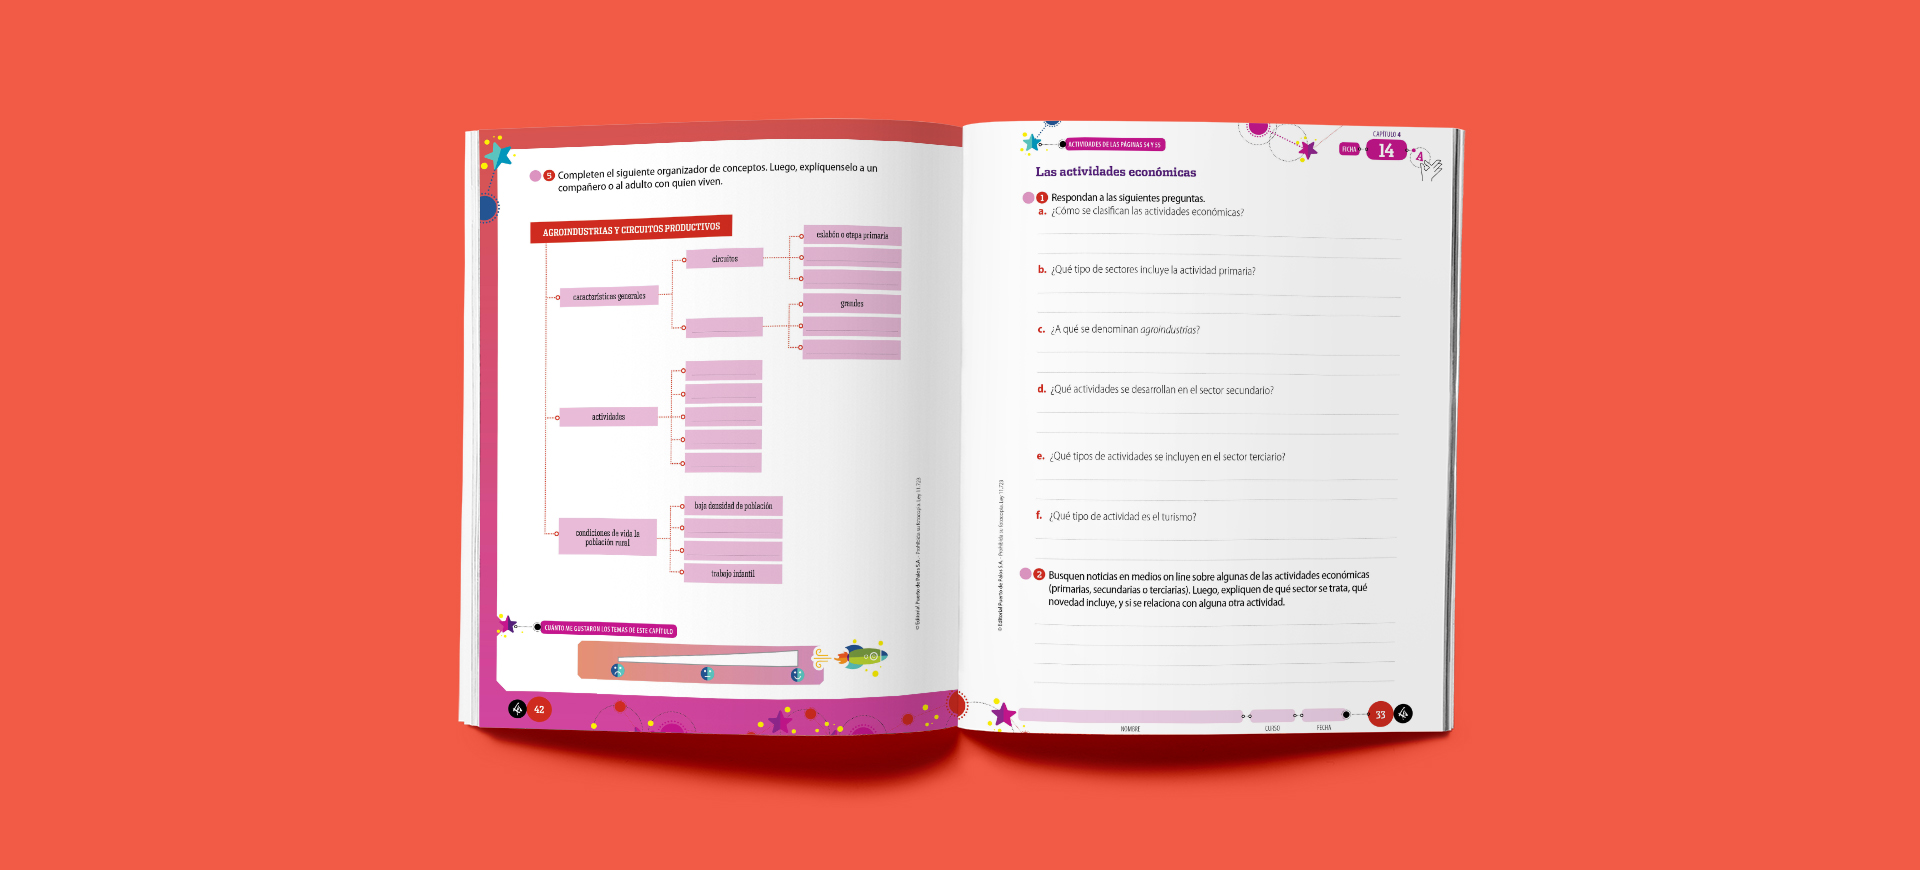 5 Completen el siguiente organizador de conceptos. Luego, explíquenselo a un
compañero o al adulto con quien viven.
AGROINDUSTRIAS Y CIRCUITOS PRODUCTIVOS
características generales
circuitos
eslabón o etapa primaria
grandes
actividades
condiciones de vida la
población rural
baja densidad de población
trabajo infantil
CUÁNTO ME GUSTARON LOS TEMAS DE ESTE CAPÍTULO
42
© Editorial Puerto de Palos S.A. - Prohibida su fotocopia. Ley 11.723
ACTIVIDADES DE LAS PÁGINAS 54 Y 55
CAPÍTULO 4
FICHA 14
A
Las actividades económicas
1 Respondan a las siguientes preguntas.
a. ¿Cómo se clasifican las actividades económicas?
b. ¿Qué tipo de sectores incluye la actividad primaria?
c. ¿A qué se denominan agroindustrias?
d. ¿Qué actividades se desarrollan en el sector secundario?
e. ¿Qué tipos de actividades se incluyen en el sector terciario?
f. ¿Qué tipo de actividad es el turismo?
2 Busquen noticias en medios on line sobre algunas de las actividades económicas
(primarias, secundarias o terciarias). Luego, expliquen de qué sector se trata, qué
novedad incluye, y si se relaciona con alguna otra actividad.
© Editorial Puerto de Palos S.A. - Prohibida su fotocopia. Ley 11.723
NOMBRE
CURSO
FECHA
33